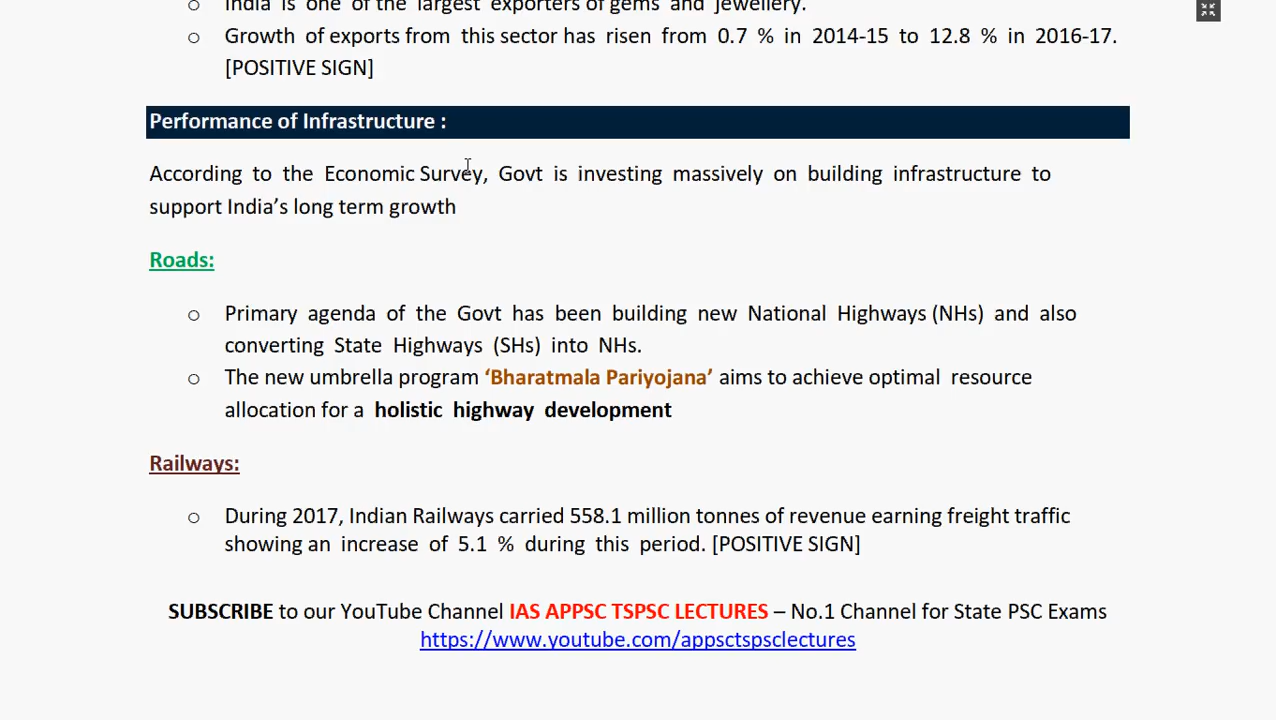 India is one of the largest exporters of gems and jewellery.
o Growth of exports from this sector has risen from 0.7 % in 2014-15 to 12.8 % in 2016-17.
[POSITIVE SIGN]
Performance of Infrastructure :
According to the Economic Survey, Govt is investing massively on building infrastructure to
support India's long term growth
Roads:
o Primary agenda of the Govt has been building new National Highways (NHs) and also
converting State Highways (SHs) into NHs.
o The new umbrella program ‘Bharatmala Pariyojana’ aims to achieve optimal resource
allocation for a holistic highway development
Railways:
o During 2017, Indian Railways carried 558.1 million tonnes of revenue earning freight traffic
showing an increase of 5.1 % during this period. [POSITIVE SIGN]
SUBSCRIBE to our YouTube Channel IAS APPSC TSPSC LECTURES – No.1 Channel for State PSC Exams
https://www.youtube.com/appsctspsclectures